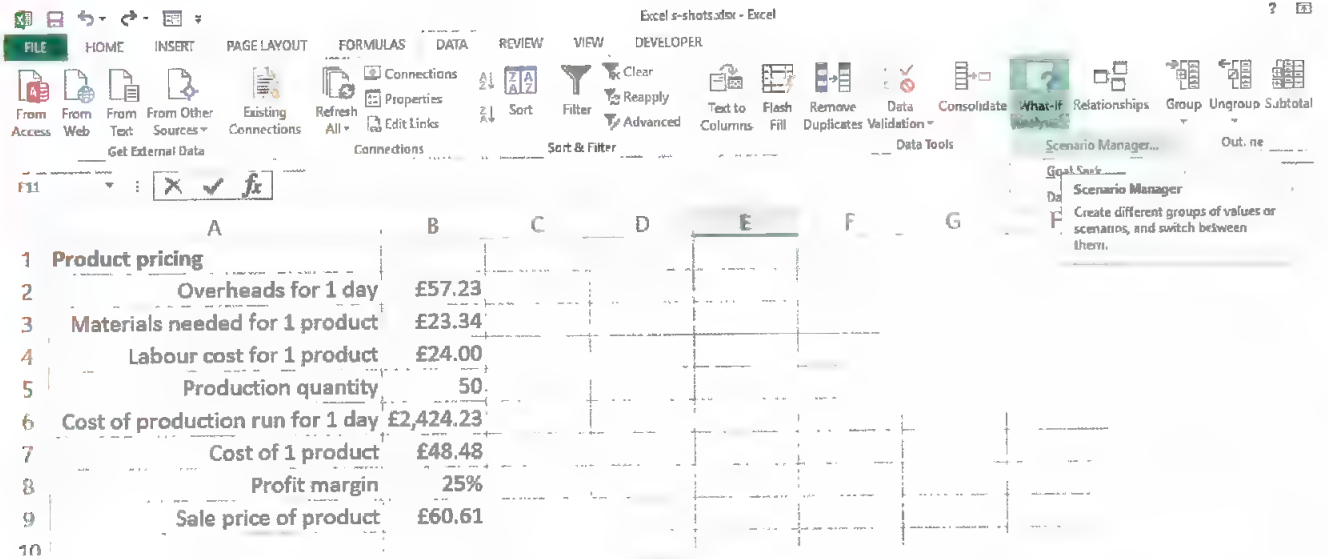 Excel s-shots.xlsx - Excel
?
FILE HOME INSERT PAGE LAYOUT FORMULAS DATA REVIEW VIEW DEVELOPER
From Access
From Web
From Text
From Other Sources
Existing Connections
Refresh All
Connections
Properties
Edit Links
Sort
Filter
Clear
Reapply
Advanced
Text to Columns
Flash Fill
Remove Duplicates
Data Validation
Consolidate
What-If Analysis
Relationships
Group
Ungroup
Subtotal
Get External Data
Connections
Sort & Filter
Data Tools
Scenario Manager...
Goal Seek
Da
Scenario Manager
Create different groups of values or scenarios, and switch between them.
fx
A B C D E F G
1 Product pricing
2 Overheads for 1 day £57.23
3 Materials needed for 1 product £23.34
4 Labour cost for 1 product £24.00
5 Production quantity 50
6 Cost of production run for 1 day £2,424.23
7 Cost of 1 product £48.48
8 Profit margin 25%
9 Sale price of product £60.61
10